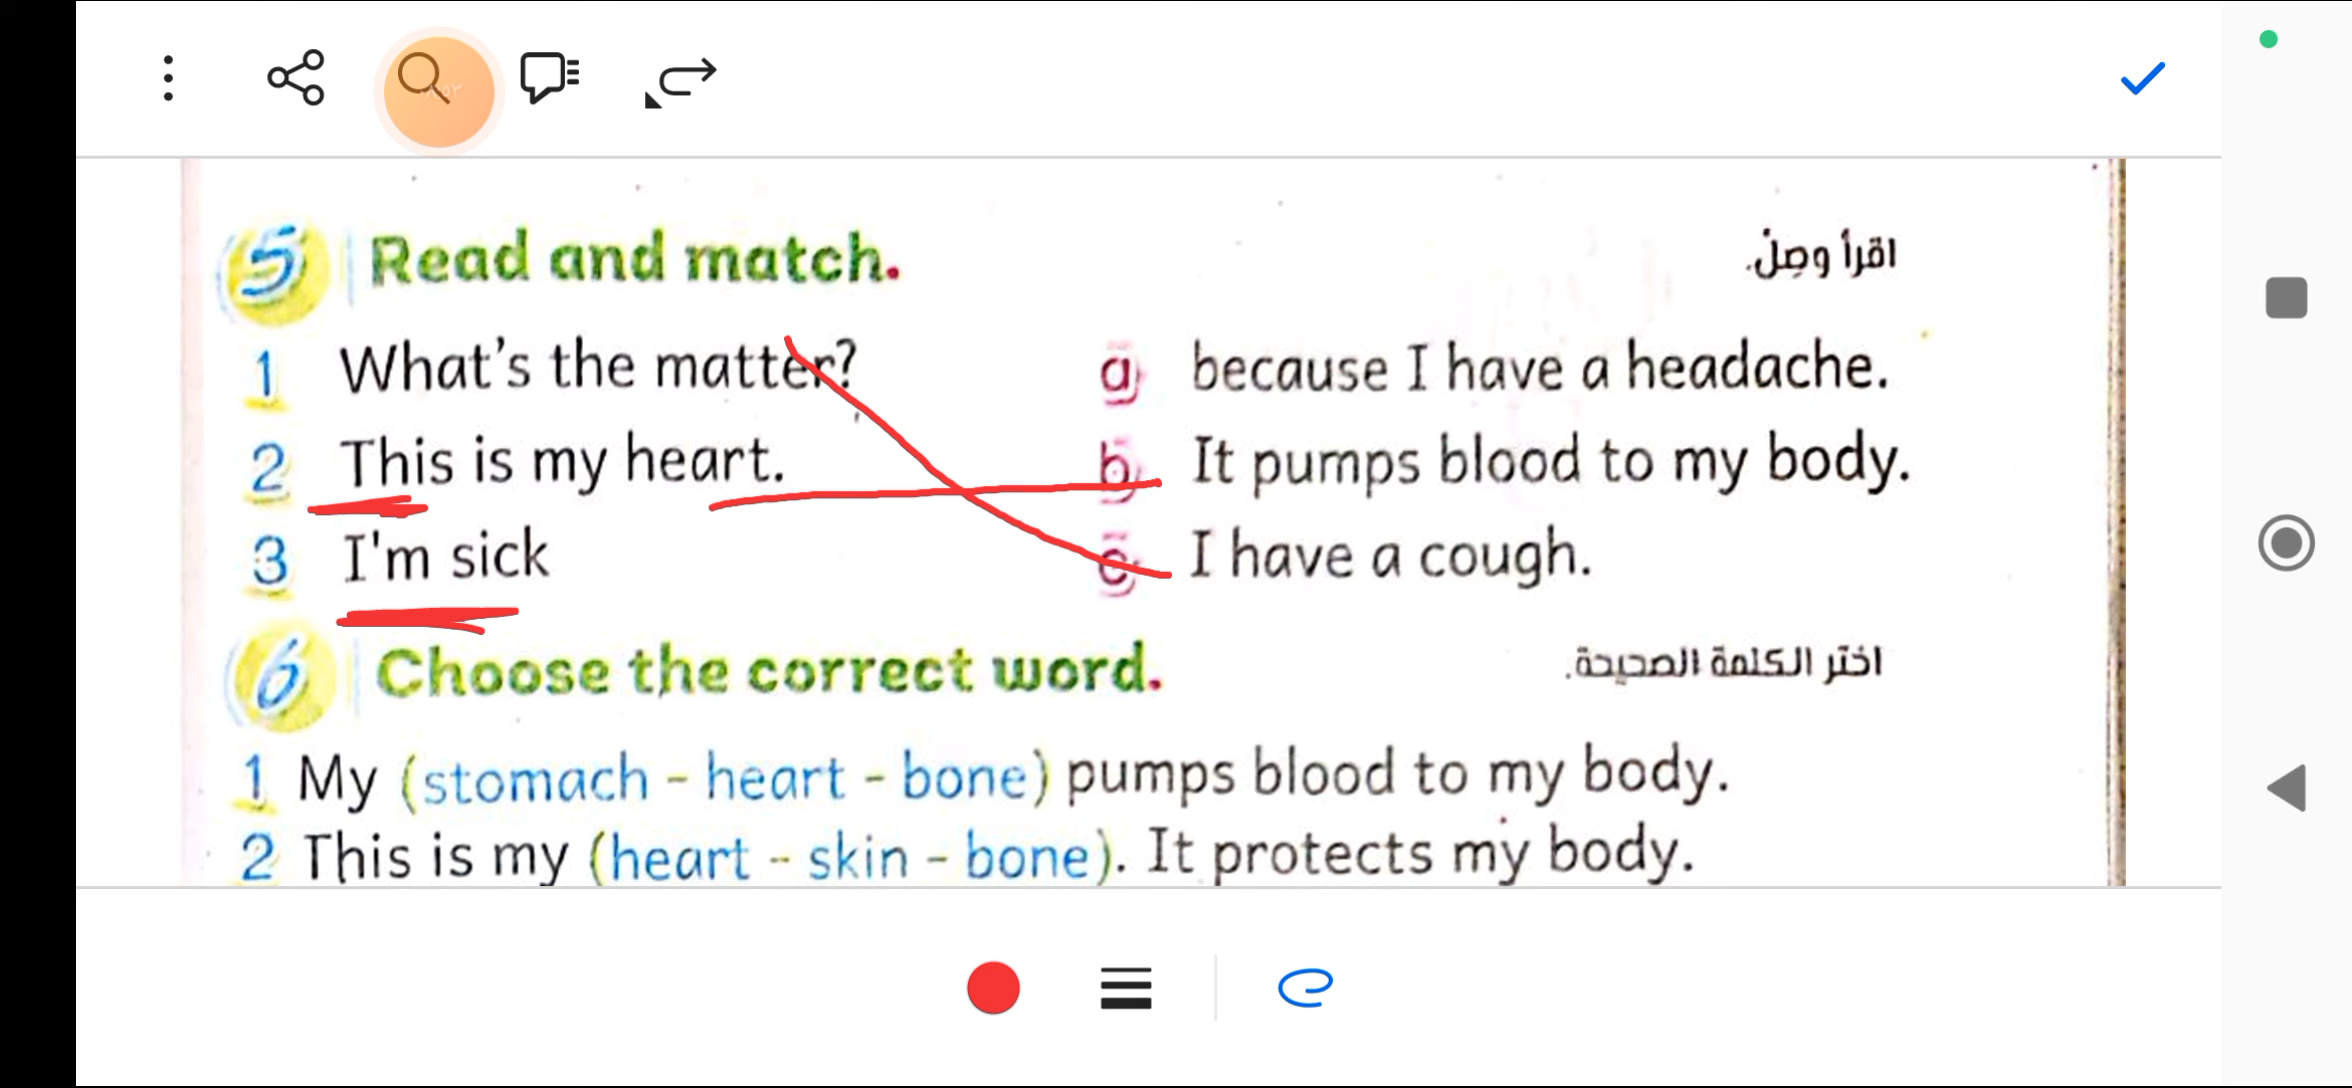 5 Read and match. اقرأ وصِلْ.
1 What's the matter? a because I have a headache.
2 This is my heart. b It pumps blood to my body.
3 I'm sick c I have a cough.
6 Choose the correct word. اختر الكلمة الصحيحة.
1 My (stomach - heart - bone) pumps blood to my body.
2 This is my (heart - skin - bone). It protects my body.